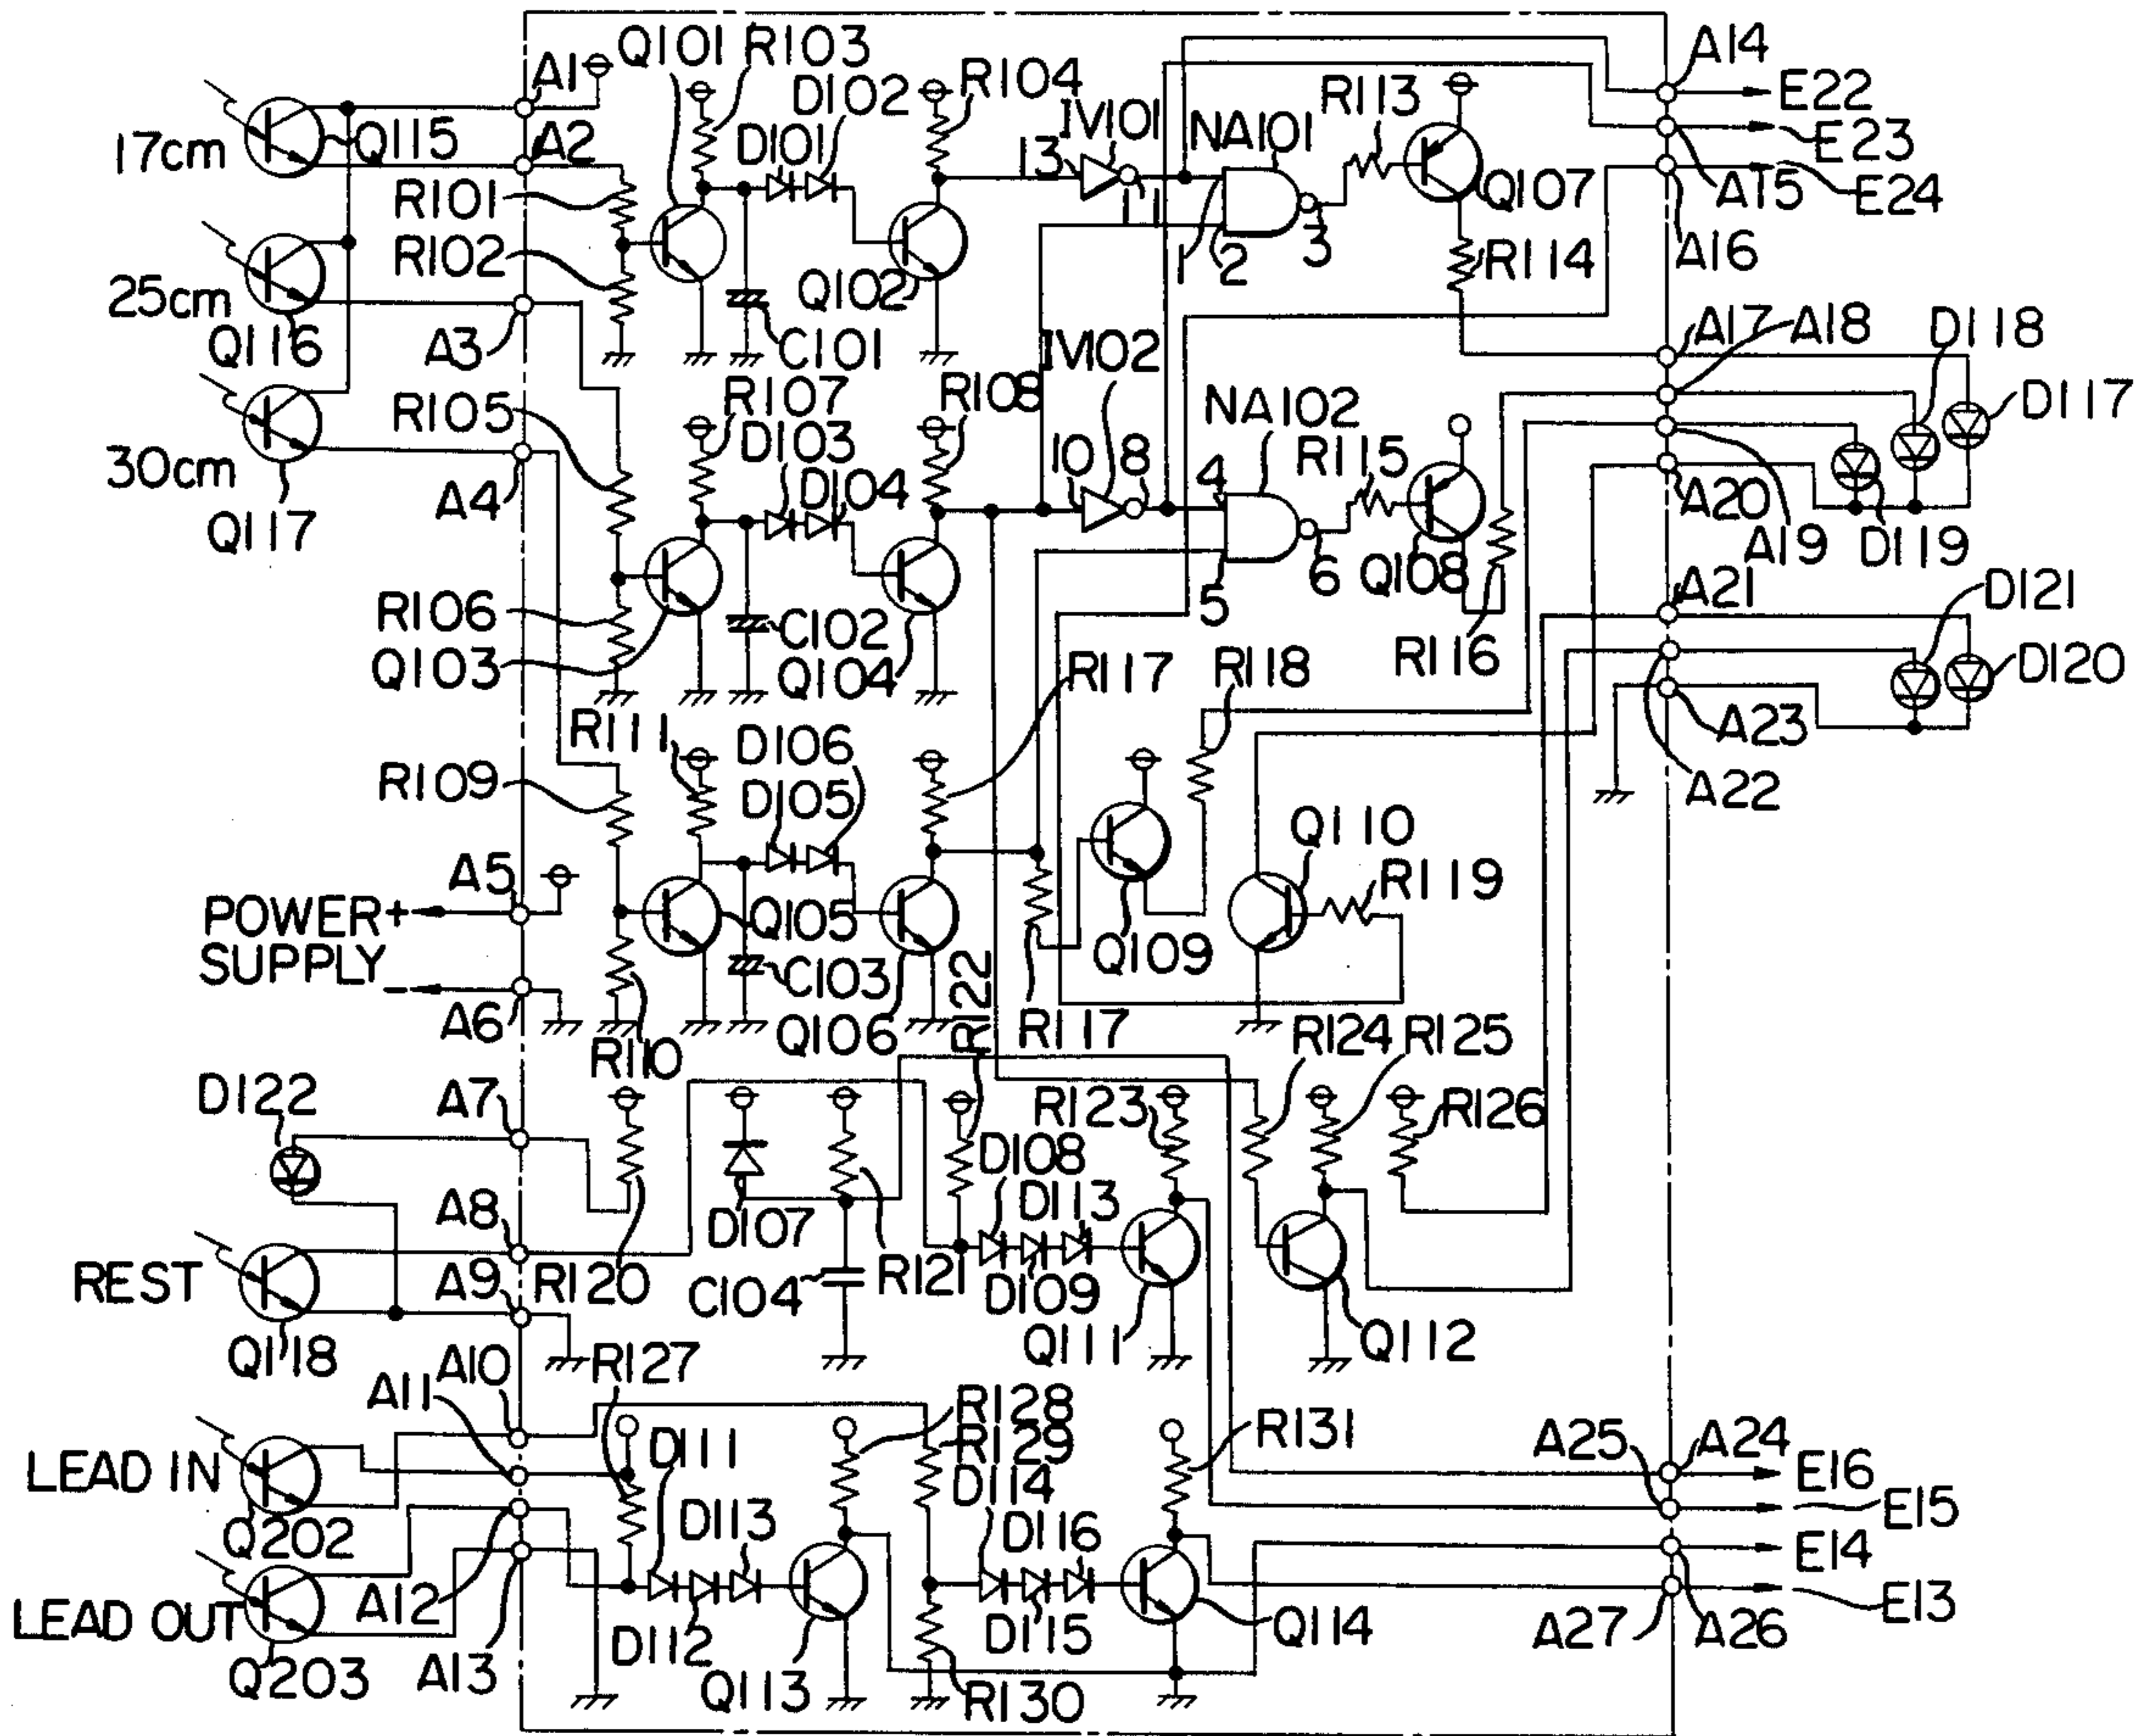 Q101 R103
A1
D102 R104
A14
E22
17cm Q115 A2
D101
IV101 NA101 R113
E23
13
R101
11 1
Q107 A15 E24
R102
Q102
1 2 3
R114 A16
25cm
Q116 A3
C101
IV102
A17 A18 D118
R105 R107 R108
NA102
D117
30cm
D103
10 8
R115
A4
D104
4
A20
Q117
A19 D119
R106
5 6 Q108
A21 D121
Q103
C102
Q104
R117 R118
R116
D120
R111 D106
A23
R109
D105
A22
Q110
A5
R119
POWER +
Q105
Q109
SUPPLY
C103
R122
-
A6
Q106
R117
R124 R125
R110
D122 A7
R123
R126
D108
D113
A8
D107
REST
A9 R120
C104 R121
D109
Q118
Q111 Q112
A10 R127
A11
R128
R129
R131 A25 A24
LEAD IN
D111
D114
E16
Q202
D113
D116
E15
E14
A12
LEAD OUT
D112
D115
Q114 A27 A26 E13
Q203 A13
Q113
R130